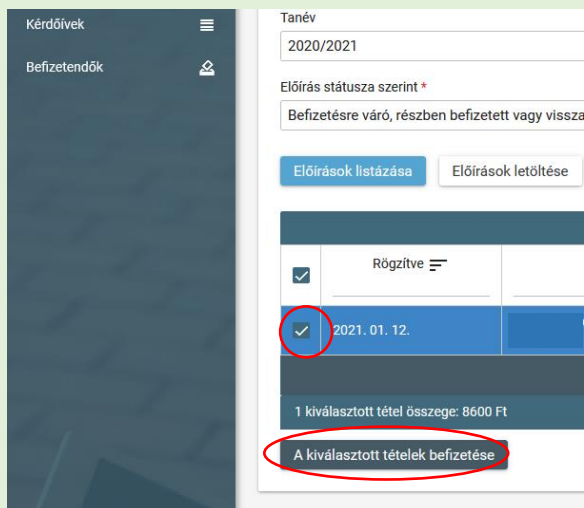 Kérdőívek
Befizetendők
Tanév
2020/2021
Előírás státusza szerint *
Befizetésre váró, részben befizetett vagy vissza
Előírások listázása
Előírások letöltése
Rögzítve
2021. 01. 12.
1 kiválasztott tétel összege: 8600 Ft
A kiválasztott tételek befizetése